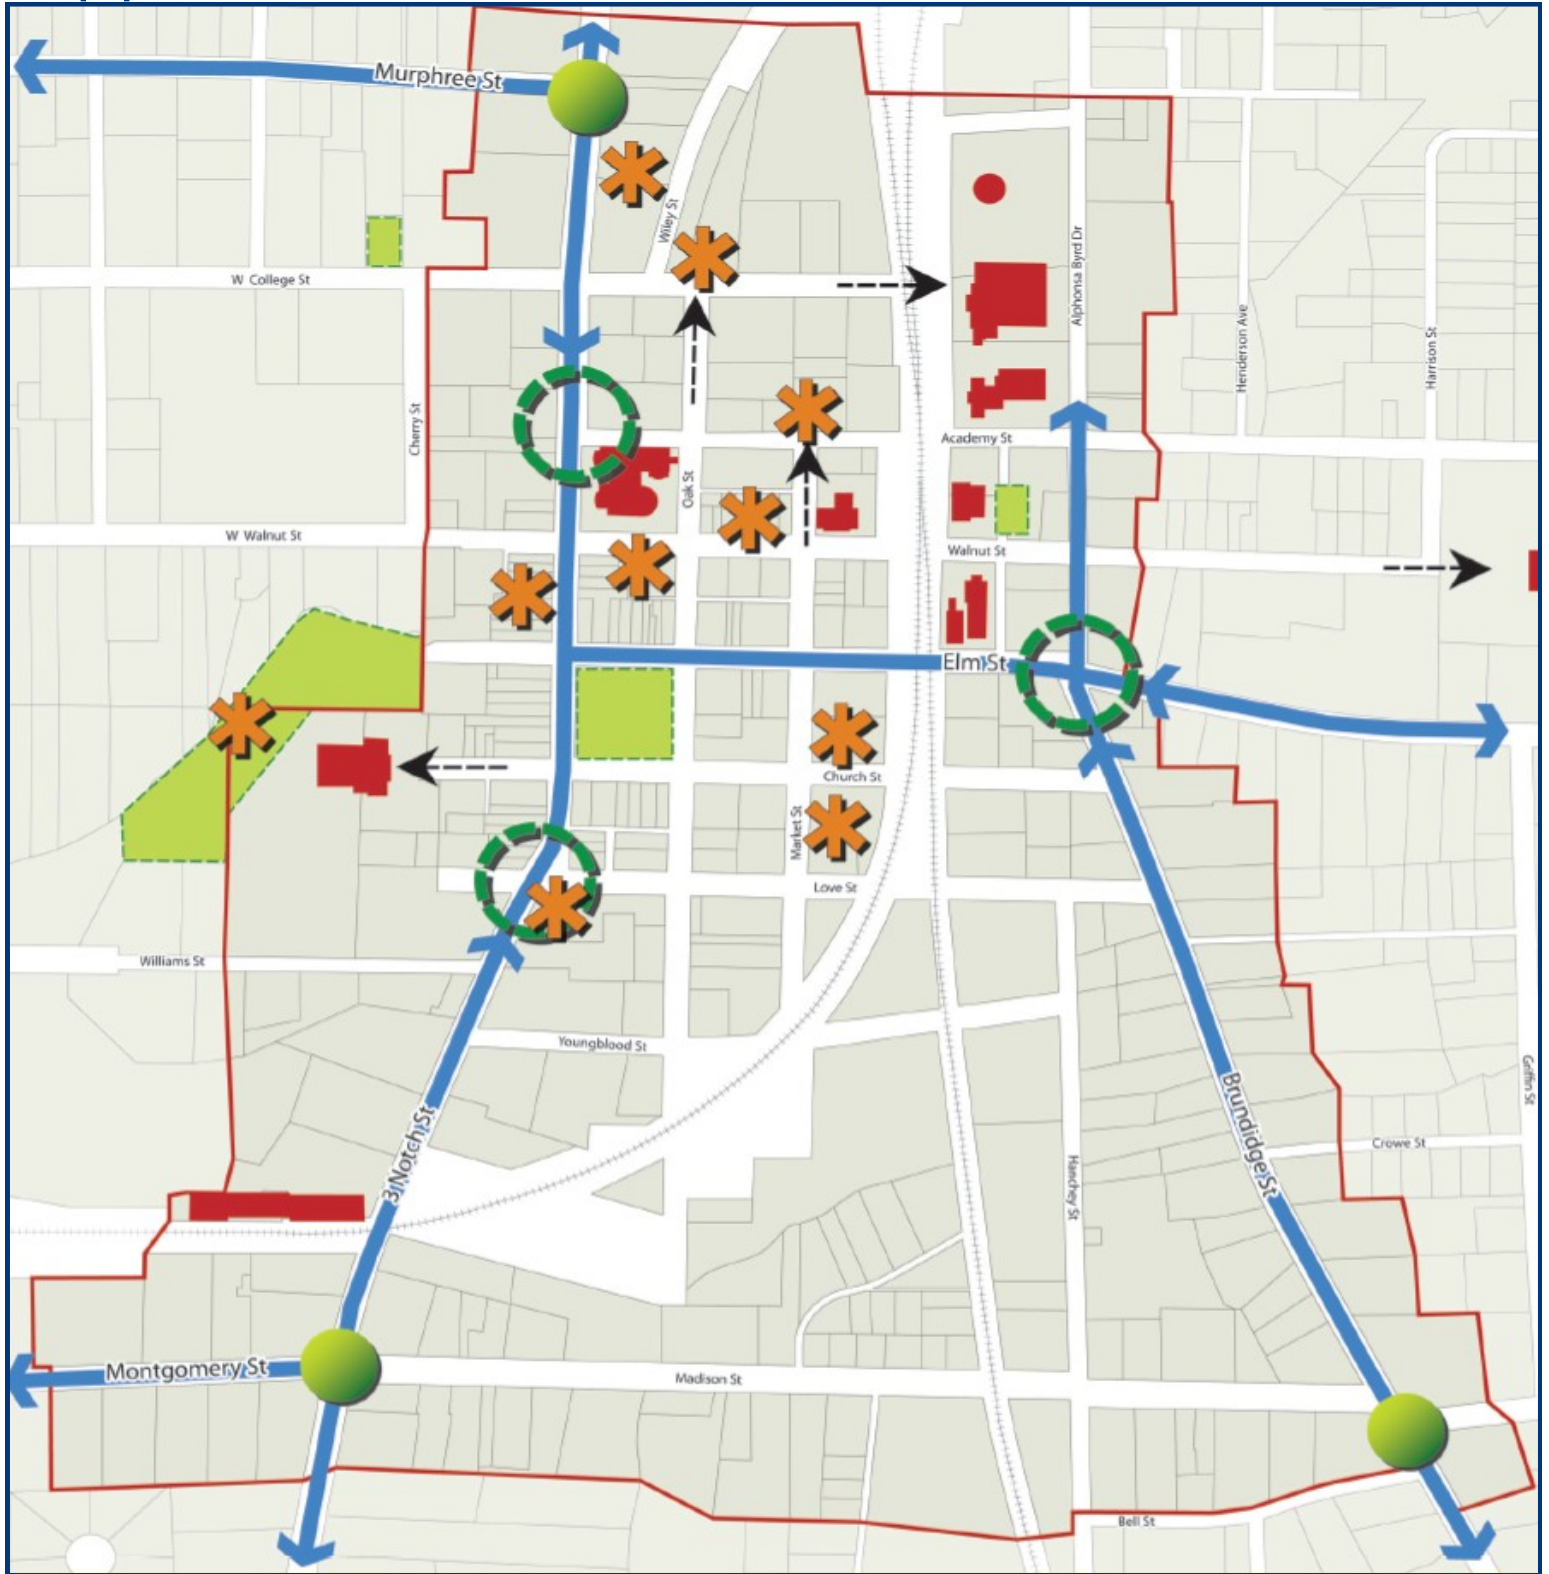 Murphree St
Wiley St
W College St
Alphonsa Byrd Dr
Henderson Ave
Harrison St
Cherry St
Academy St
Oak St
W Walnut St
Walnut St
Elm St
Church St
Market St
Love St
Williams St
Youngblood St
3 Notch St
Brundidge St
Griffin St
Crowe St
Hanchey St
Montgomery St
Madison St
Bell St